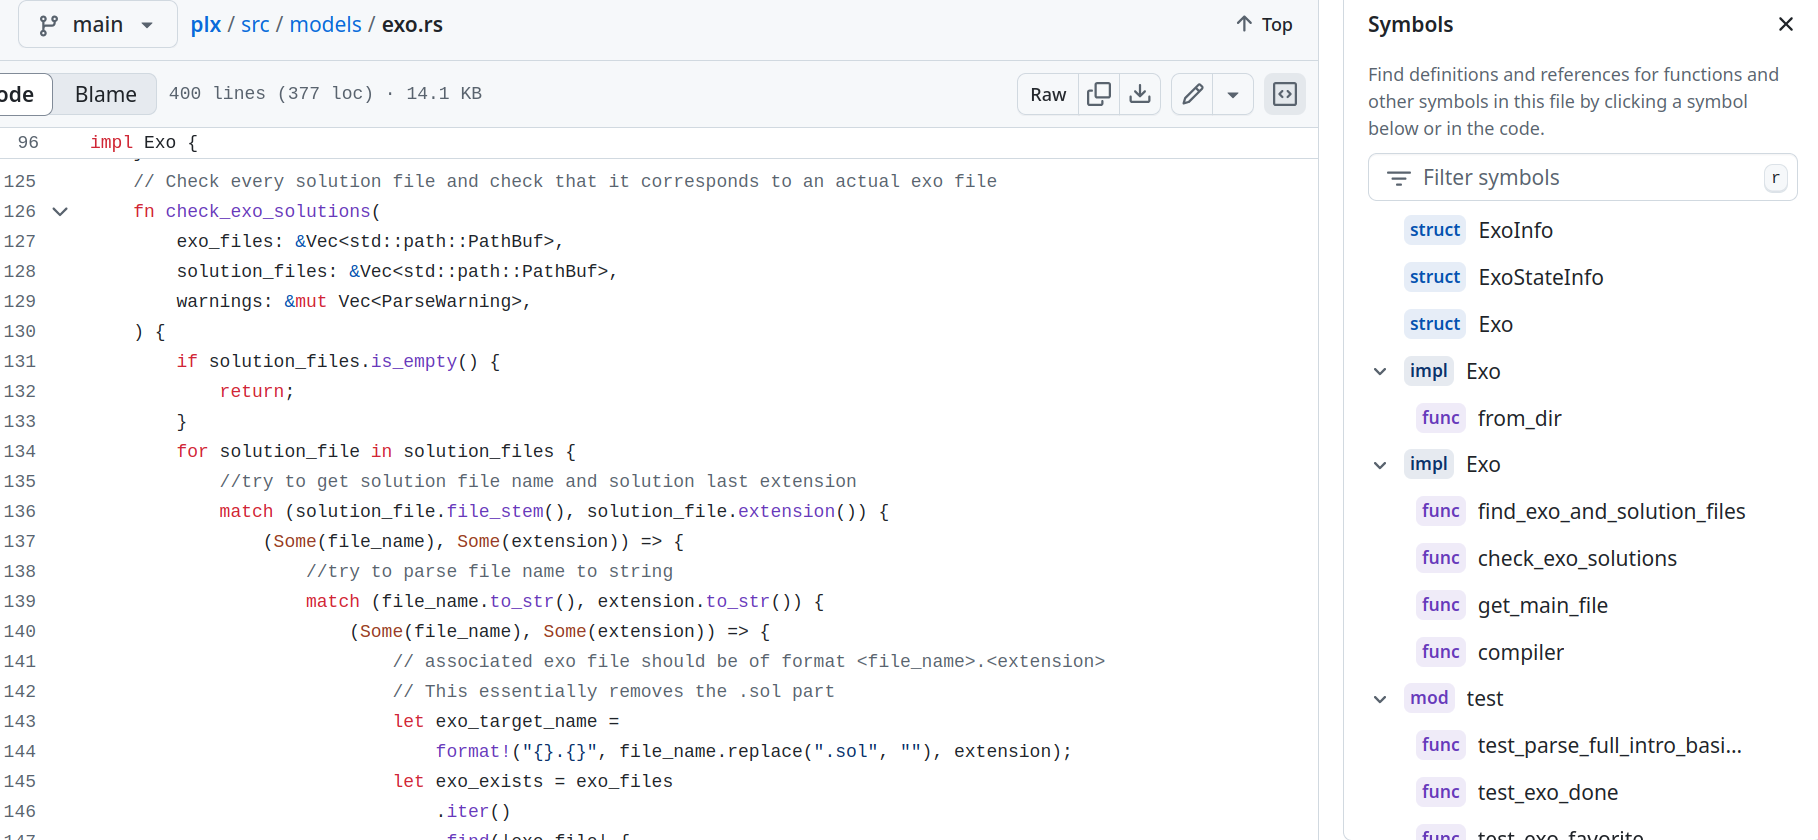 main
plx / src / models / exo.rs
Top
ode
Blame
400 lines (377 loc) · 14.1 KB
Raw
96 impl Exo {
125 // Check every solution file and check that it corresponds to an actual exo file
126 fn check_exo_solutions(
127 exo_files: &Vec<std::path::PathBuf>,
128 solution_files: &Vec<std::path::PathBuf>,
129 warnings: &mut Vec<ParseWarning>,
130 ) {
131 if solution_files.is_empty() {
132 return;
133 }
134 for solution_file in solution_files {
135 //try to get solution file name and solution last extension
136 match (solution_file.file_stem(), solution_file.extension()) {
137 (Some(file_name), Some(extension)) => {
138 //try to parse file name to string
139 match (file_name.to_str(), extension.to_str()) {
140 (Some(file_name), Some(extension)) => {
141 // associated exo file should be of format <file_name>.<extension>
142 // This essentially removes the .sol part
143 let exo_target_name =
144 format!("{}.{}", file_name.replace(".sol", ""), extension);
145 let exo_exists = exo_files
146 .iter()
147 .find(|exo_file| {
Symbols
Find definitions and references for functions and
other symbols in this file by clicking a symbol
below or in the code.
Filter symbols
r
struct ExoInfo
struct ExoStateInfo
struct Exo
impl Exo
func from_dir
impl Exo
func find_exo_and_solution_files
func check_exo_solutions
func get_main_file
func compiler
mod test
func test_parse_full_intro_basi...
func test_exo_done
func test_exo_favorite